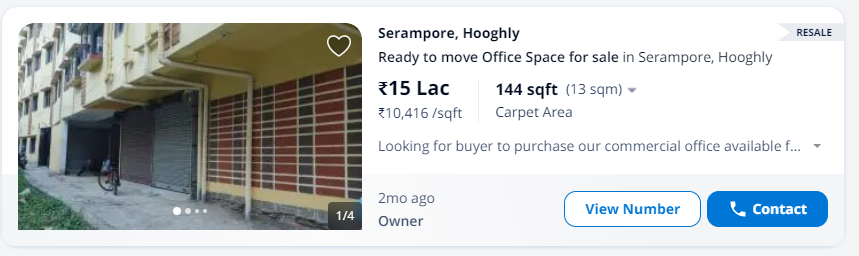 Serampore, Hooghly
RESALE
Ready to move Office Space for sale in Serampore, Hooghly
₹15 Lac
144 sqft (13 sqm)
₹10,416 /sqft
Carpet Area
Looking for buyer to purchase our commercial office available f...
1/4
2mo ago
Owner
View Number
Contact